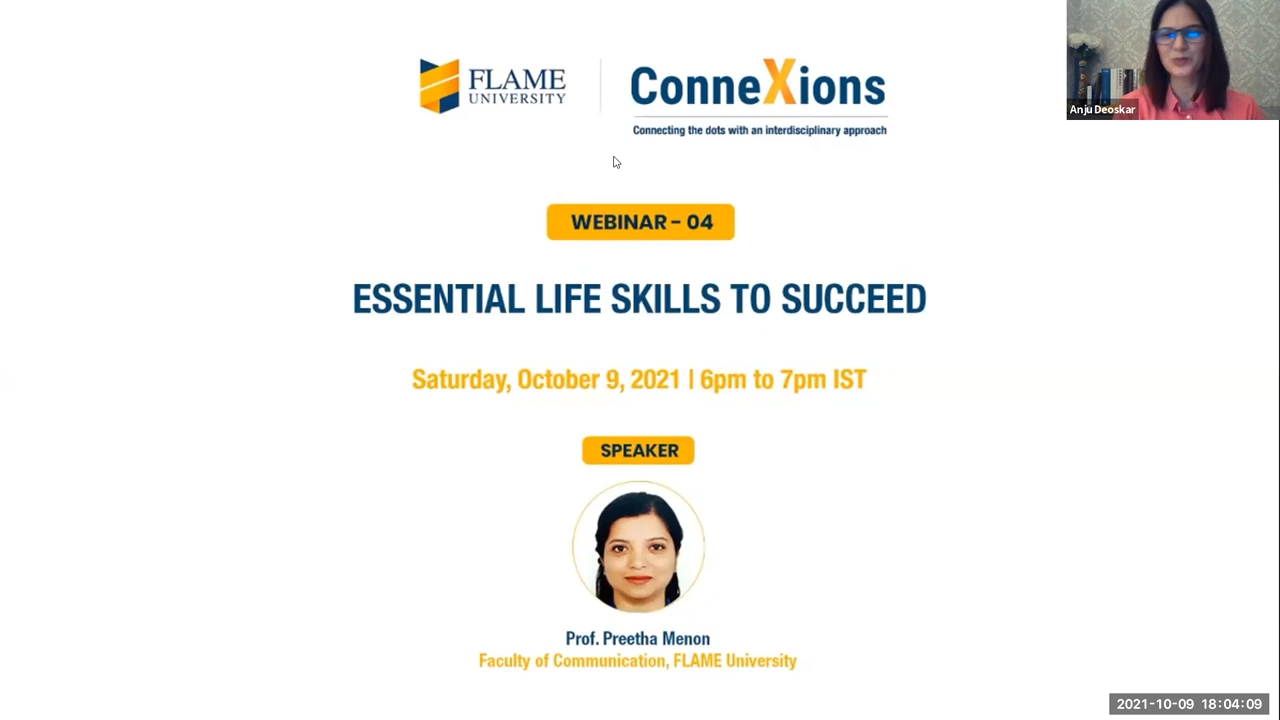 FLAME
UNIVERSITY
ConneXions
Connecting the dots with an interdisciplinary approach
Anju Deoskar
WEBINAR - 04
ESSENTIAL LIFE SKILLS TO SUCCEED
Saturday, October 9, 2021 | 6pm to 7pm IST
SPEAKER
Prof. Preetha Menon
Faculty of Communication, FLAME University
2021-10-09 18:04:09